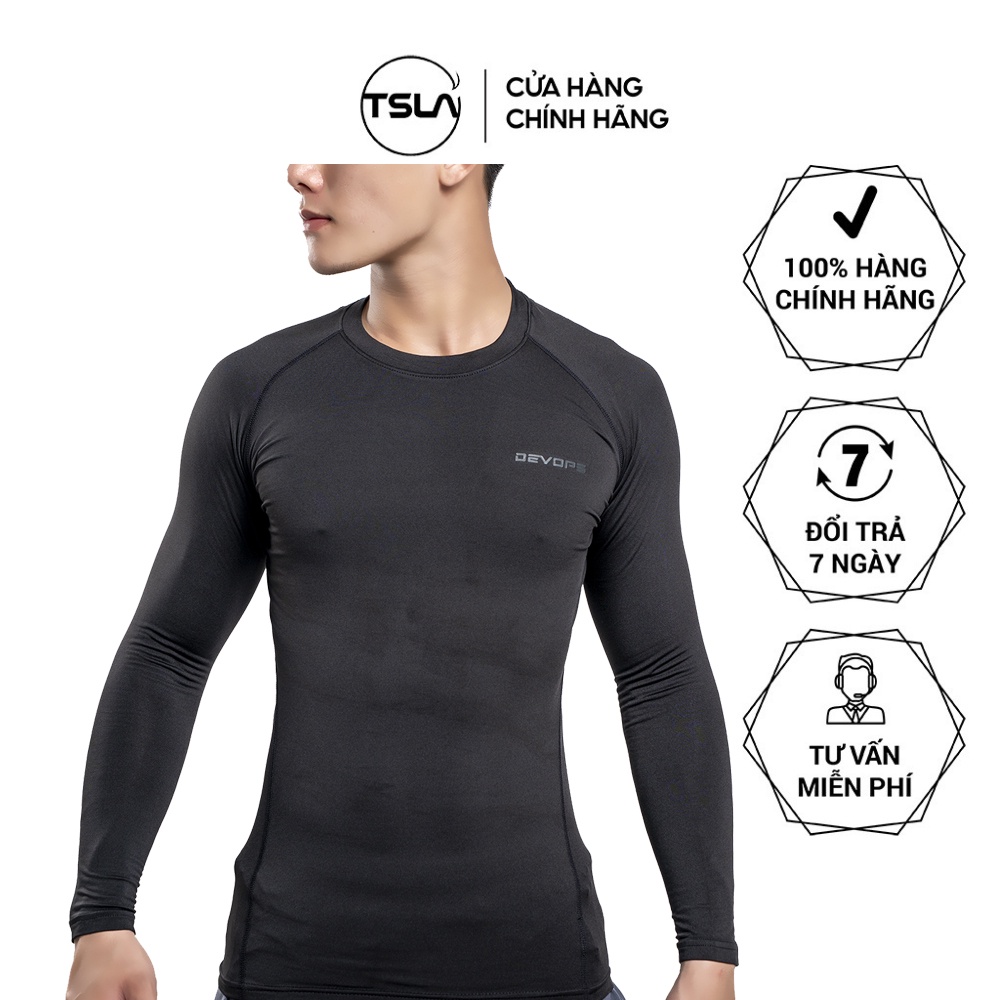 TSLA
CỬA HÀNG
CHÍNH HÃNG
100% HÀNG
CHÍNH HÃNG
DEVOPS
7
ĐỔI TRẢ
7 NGÀY
TƯ VẤN
MIỄN PHÍ